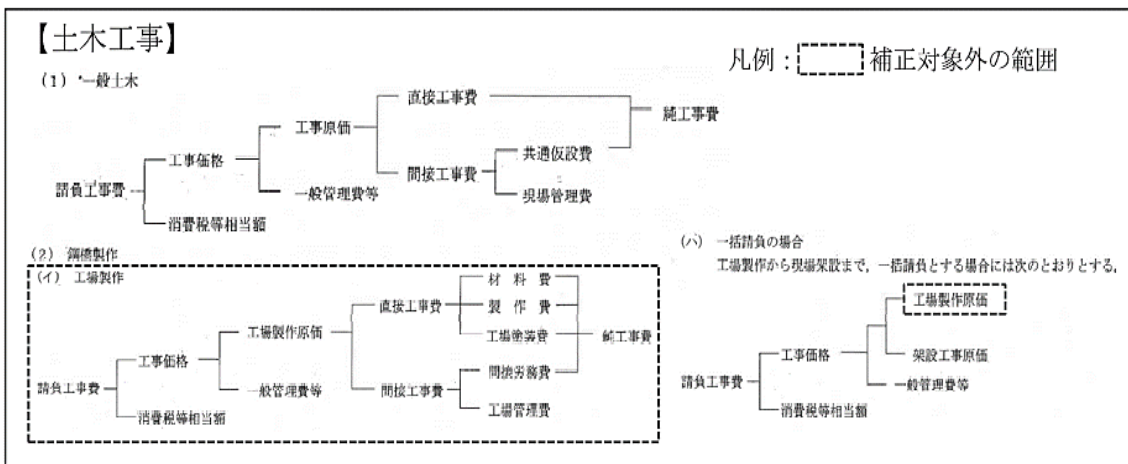 【土木工事】
凡例： 補正対象外の範囲
(1) 一般土木
直接工事費
純工事費
工事原価
共通仮設費
工事価格
間接工事費
請負工事費
一般管理費等
現場管理費
消費税等相当額
(2) 鋼橋製作
(イ) 工場製作
材料費
直接工事費
製作費
工場製作原価
工場塗装費
純工事費
工事価格
間接労務費
請負工事費
一般管理費等
間接工事費
工場管理費
消費税等相当額
(ハ) 一括請負の場合
工場製作から現場架設まで，一括請負とする場合には次のとおりとする。
工場製作原価
工事価格
架設工事原価
請負工事費
一般管理費等
消費税等相当額